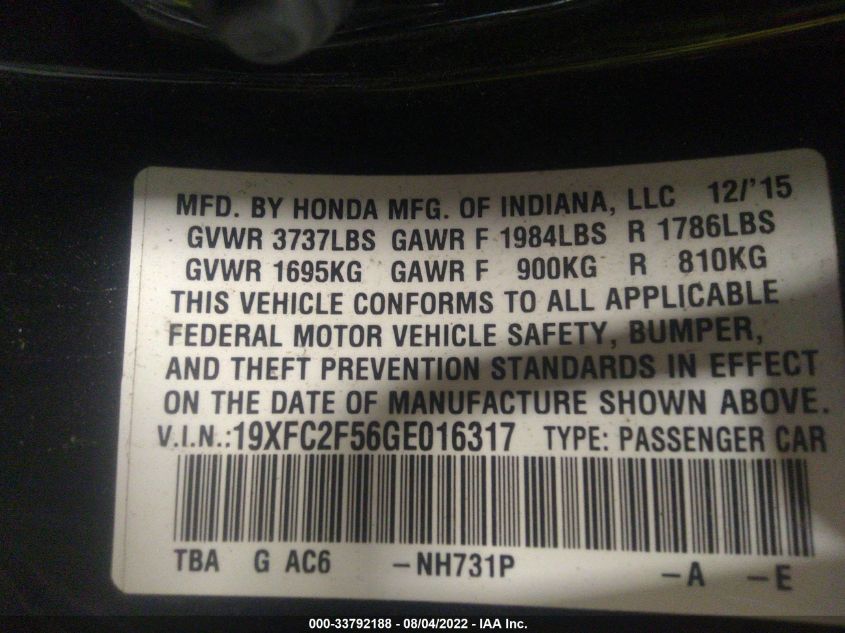 MFD. BY HONDA MFG. OF INDIANA, LLC 12/'15
GVWR 3737LBS GAWR F 1984LBS R 1786LBS
GVWR 1695KG GAWR F 900KG R 810KG
THIS VEHICLE CONFORMS TO ALL APPLICABLE
FEDERAL MOTOR VEHICLE SAFETY, BUMPER,
AND THEFT PREVENTION STANDARDS IN EFFECT
ON THE DATE OF MANUFACTURE SHOWN ABOVE.
V.I.N.:19XFC2F56GE016317 TYPE: PASSENGER CAR
TBA G AC6 -NH731P -A -E
000-33792188 - 08/04/2022 - IAA Inc.